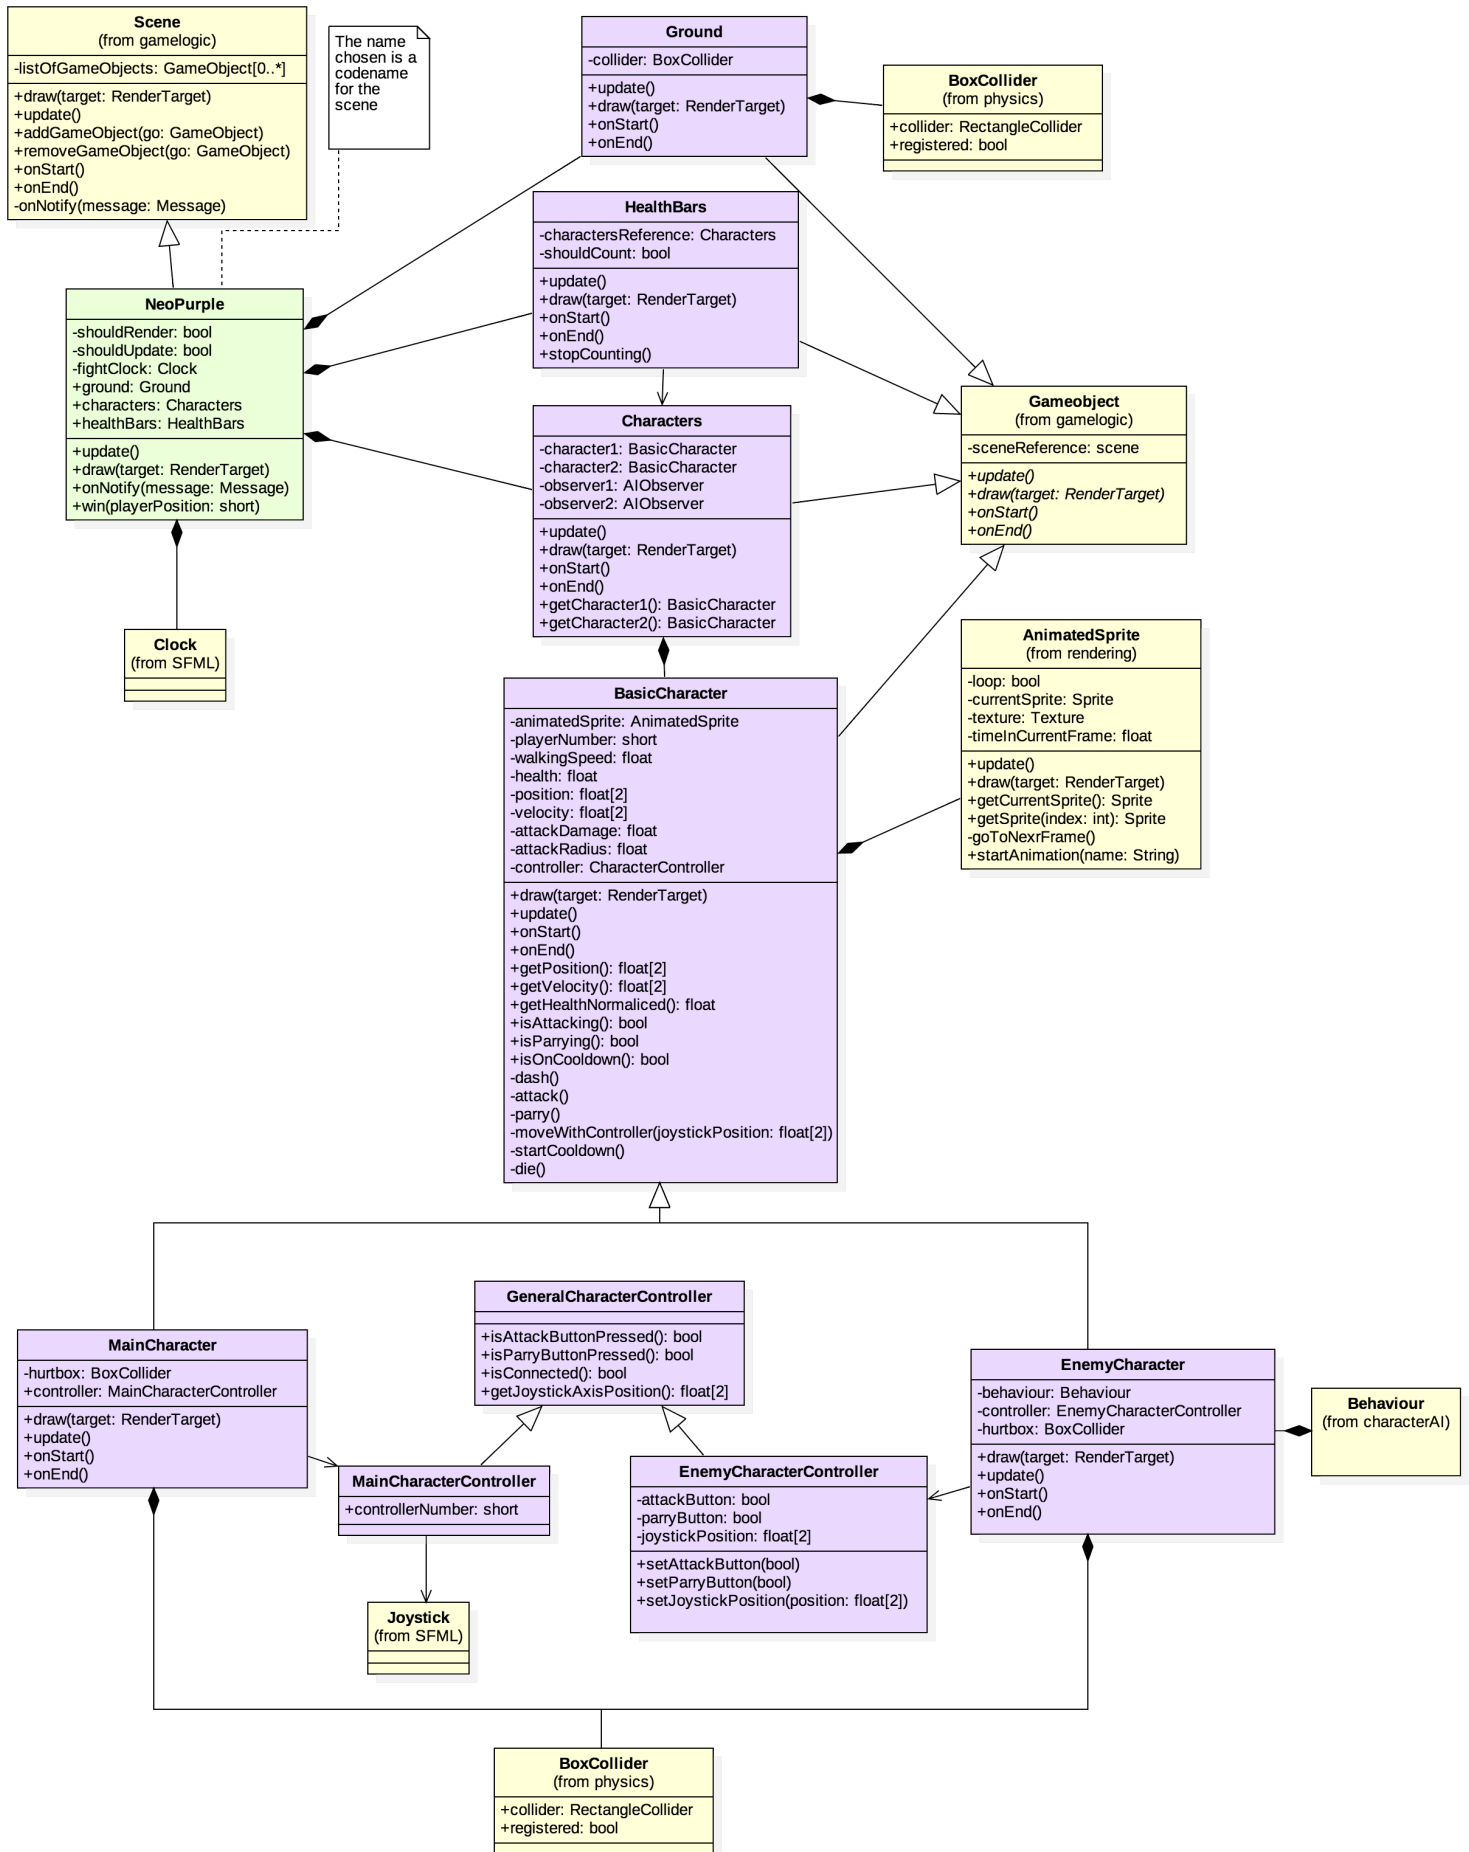 Scene
(from gamelogic)
-listOfGameObjects: GameObject[0..*]
+draw(target: RenderTarget)
+update()
+addGameObject(go: GameObject)
+removeGameObject(go: GameObject)
+onStart()
+onEnd()
-onNotify(message: Message)
The name
chosen is a
codename
for the
scene
Ground
-collider: BoxCollider
+update()
+draw(target: RenderTarget)
+onStart()
+onEnd()
BoxCollider
(from physics)
+collider: RectangleCollider
+registered: bool
HealthBars
-charactersReference: Characters
-shouldCount: bool
+update()
+draw(target: RenderTarget)
+onStart()
+onEnd()
+stopCounting()
NeoPurple
-shouldRender: bool
-shouldUpdate: bool
-fightClock: Clock
+ground: Ground
+characters: Characters
+healthBars: HealthBars
+update()
+draw(target: RenderTarget)
+onNotify(message: Message)
+win(playerPosition: short)
Gameobject
(from gamelogic)
-sceneReference: scene
+update()
+draw(target: RenderTarget)
+onStart()
+onEnd()
Characters
-character1: BasicCharacter
-character2: BasicCharacter
-observer1: AIObserver
-observer2: AIObserver
+update()
+draw(target: RenderTarget)
+onStart()
+onEnd()
+getCharacter1(): BasicCharacter
+getCharacter2(): BasicCharacter
Clock
(from SFML)
AnimatedSprite
(from rendering)
-loop: bool
-currentSprite: Sprite
-texture: Texture
-timeInCurrentFrame: float
+update()
+draw(target: RenderTarget)
+getCurrentSprite(): Sprite
+getSprite(index: int): Sprite
-goToNexrFrame()
+startAnimation(name: String)
BasicCharacter
-animatedSprite: AnimatedSprite
-playerNumber: short
-walkingSpeed: float
-health: float
-position: float[2]
-velocity: float[2]
-attackDamage: float
-attackRadius: float
-controller: CharacterController
+draw(target: RenderTarget)
+update()
+onStart()
+onEnd()
+getPosition(): float[2]
+getVelocity(): float[2]
+getHealthNormaliced(): float
+isAttacking(): bool
+isParrying(): bool
+isOnCooldown(): bool
-dash()
-attack()
-parry()
-moveWithController(joystickPosition: float[2])
-startCooldown()
-die()
GeneralCharacterController
+isAttackButtonPressed(): bool
+isParryButtonPressed(): bool
+isConnected(): bool
+getJoystickAxisPosition(): float[2]
MainCharacter
-hurtbox: BoxCollider
+controller: MainCharacterController
+draw(target: RenderTarget)
+update()
+onStart()
+onEnd()
EnemyCharacter
-behaviour: Behaviour
-controller: EnemyCharacterController
-hurtbox: BoxCollider
+draw(target: RenderTarget)
+update()
+onStart()
+onEnd()
Behaviour
(from characterAI)
MainCharacterController
+controllerNumber: short
EnemyCharacterController
-attackButton: bool
-parryButton: bool
-joystickPosition: float[2]
+setAttackButton(bool)
+setParryButton(bool)
+setJoystickPosition(position: float[2])
Joystick
(from SFML)
BoxCollider
(from physics)
+collider: RectangleCollider
+registered: bool